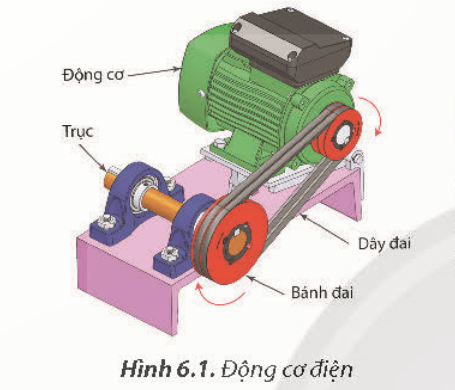 Động cơ
Trục
Dây đai
Bánh đai
Hình 6.1. Động cơ điện